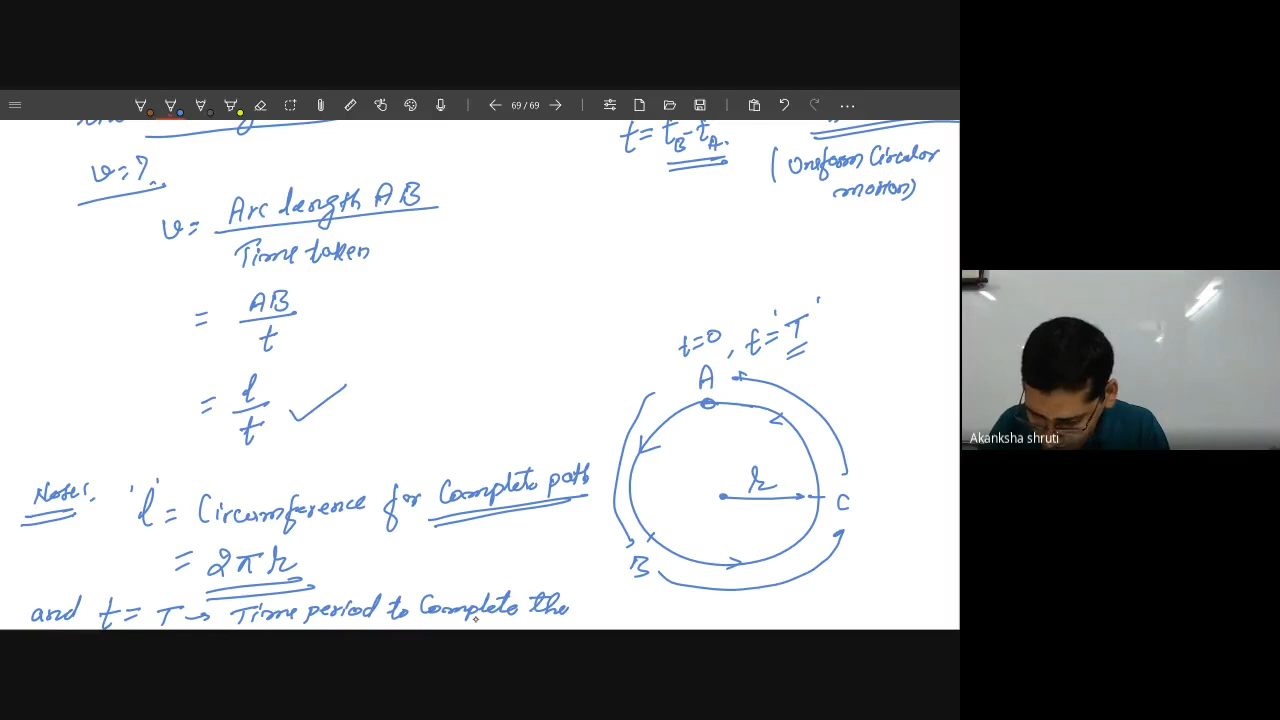 69/69
t = tB - tA.
v = ?
(Uniform Circular
motion)
v = Arc length AB
Time taken
= AB
t
= l
t
t=0, t='T'
A
r
C
B
Note:. 'l' = Circumference for Complete path
= 2πr
and t = T → Time period to Complete the
Akanksha shruti